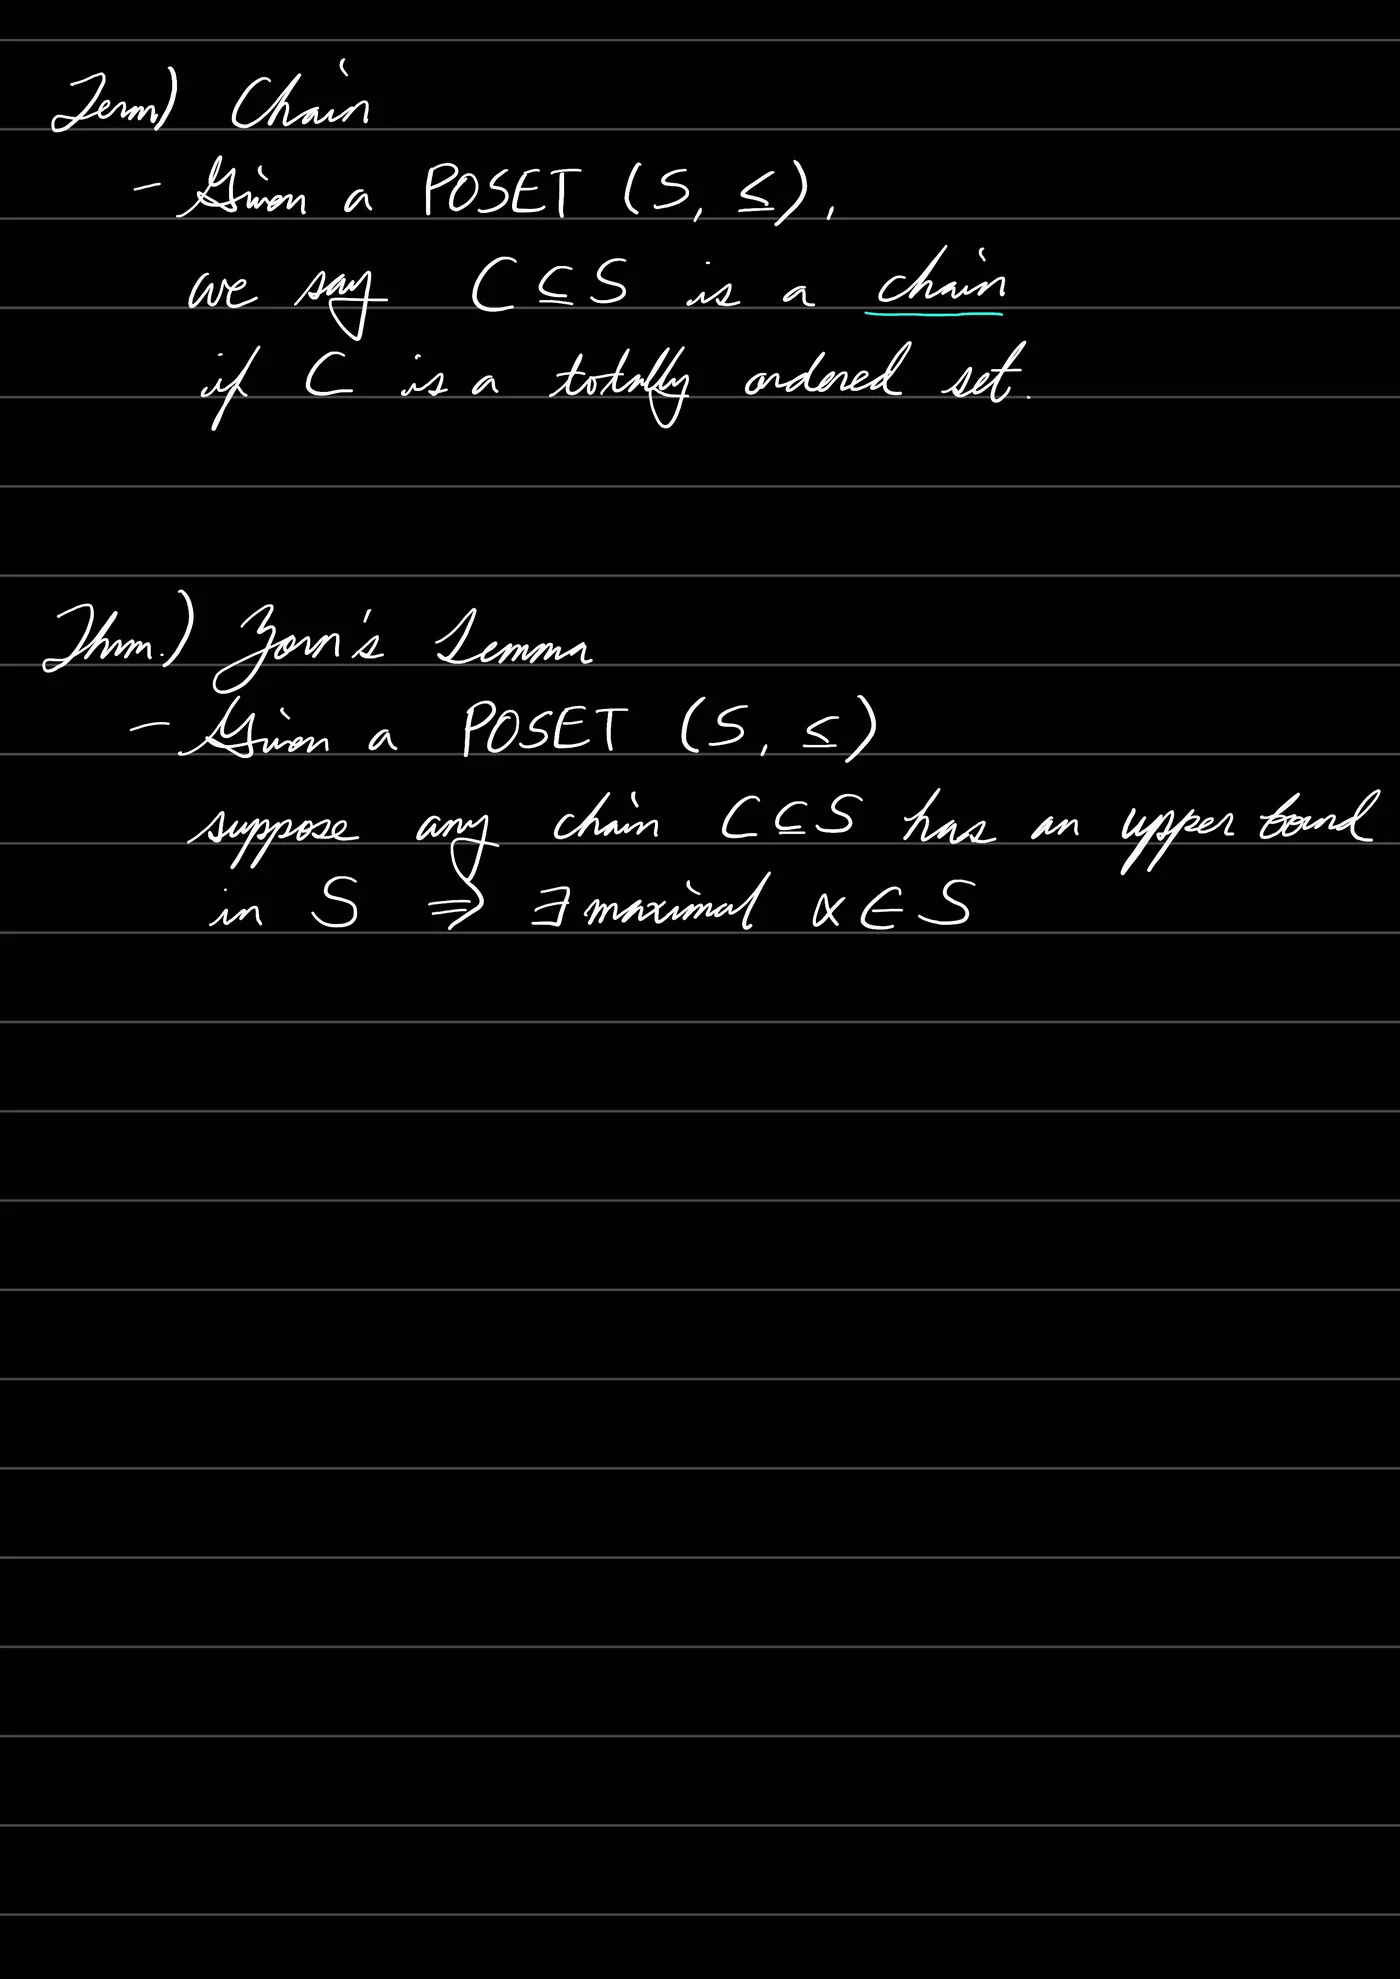 Term) Chain
- Given a POSET (S, ≤),
we say C ⊆ S is a chain
if C is a totally ordered set.
Thm.) Zorn's Lemma
- Given a POSET (S, ≤)
suppose any chain C ⊆ S has an upper bound
in S ⇒ ∃ maximal α ∈ S